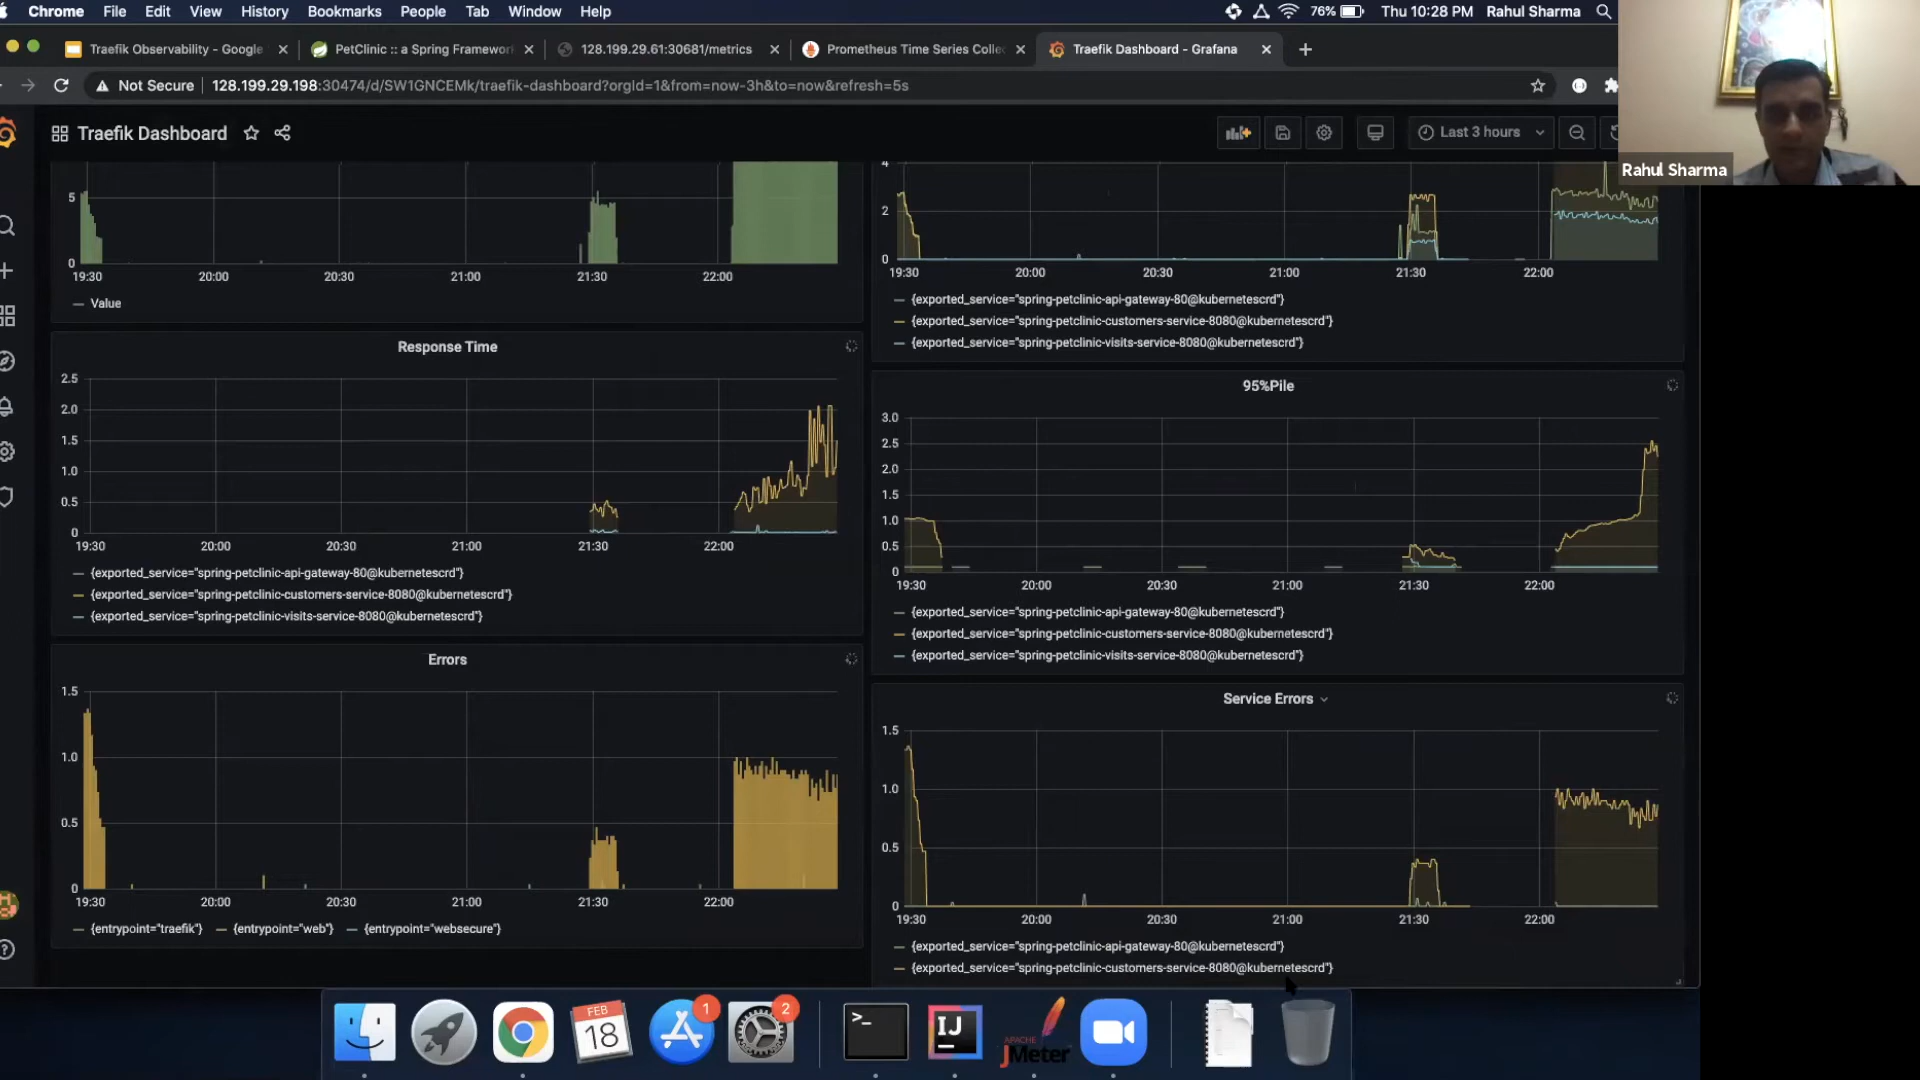 Chrome File Edit View History Bookmarks People Tab Window Help 76% Thu 10:28 PM Rahul Sharma
Traefik Observability - Google
PetClinic :: a Spring Framework
128.199.29.61:30681/metrics
Prometheus Time Series Colle
Traefik Dashboard - Grafana
Not Secure 128.199.29.198:30474/d/SW1GNCEMk/traefik-dashboard?orgId=1&from=now-3h&to=now&refresh=5s
Traefik Dashboard
Last 3 hours
Rahul Sharma
5
0
19:30 20:00 20:30 21:00 21:30 22:00
Value
4
2
0
19:30 20:00 20:30 21:00 21:30 22:00
{exported_service="spring-petclinic-api-gateway-80@kubernetescrd"}
{exported_service="spring-petclinic-customers-service-8080@kubernetescrd"}
{exported_service="spring-petclinic-visits-service-8080@kubernetescrd"}
Response Time
2.5
2.0
1.5
1.0
0.5
0
19:30 20:00 20:30 21:00 21:30 22:00
{exported_service="spring-petclinic-api-gateway-80@kubernetescrd"}
{exported_service="spring-petclinic-customers-service-8080@kubernetescrd"}
{exported_service="spring-petclinic-visits-service-8080@kubernetescrd"}
95%Pile
3.0
2.5
2.0
1.5
1.0
0.5
0
19:30 20:00 20:30 21:00 21:30 22:00
{exported_service="spring-petclinic-api-gateway-80@kubernetescrd"}
{exported_service="spring-petclinic-customers-service-8080@kubernetescrd"}
{exported_service="spring-petclinic-visits-service-8080@kubernetescrd"}
Errors
1.5
1.0
0.5
0
19:30 20:00 20:30 21:00 21:30 22:00
{entrypoint="traefik"} {entrypoint="web"} {entrypoint="websecure"}
Service Errors
1.5
1.0
0.5
0
19:30 20:00 20:30 21:00 21:30 22:00
{exported_service="spring-petclinic-api-gateway-80@kubernetescrd"}
{exported_service="spring-petclinic-customers-service-8080@kubernetescrd"}
FEB
18
1
2
>_
IJ
APACHE
JMeter